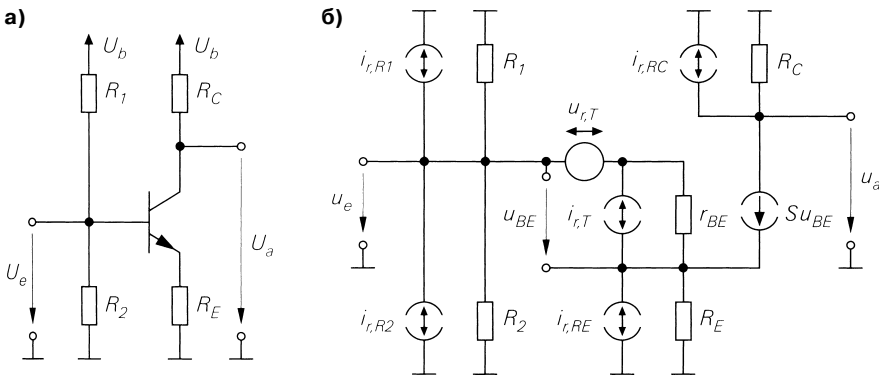 а)
U_b
U_b
R_1
R_C
U_e
U_a
R_2
R_E
б)
i_{r,R1}
R_1
i_{r,RC}
R_C
u_{r,T}
u_e
u_{BE}
i_{r,T}
r_{BE}
Su_{BE}
u_a
i_{r,R2}
R_2
i_{r,RE}
R_E